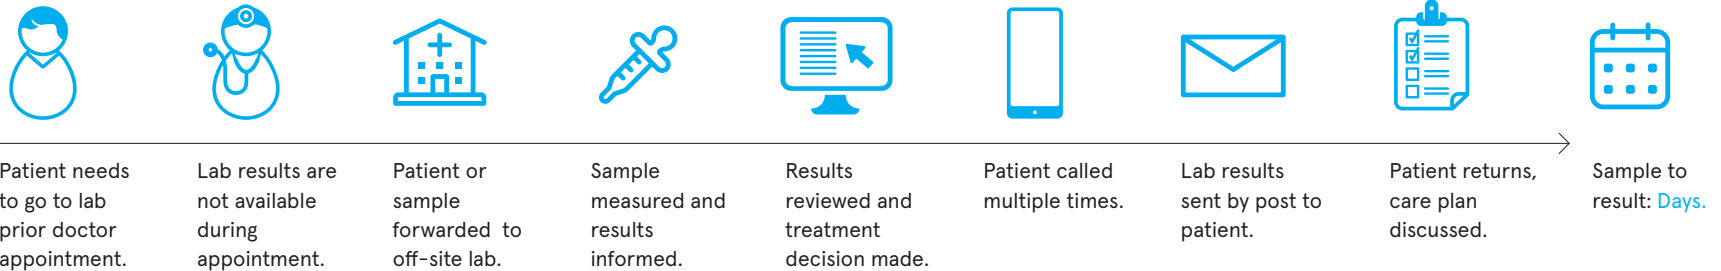 Patient needs
to go to lab
prior doctor
appointment.
Lab results are
not available
during
appointment.
Patient or
sample
forwarded  to
off-site lab.
Sample
measured and
results
informed.
Results
reviewed and
treatment
decision made.
Patient called
multiple times.
Lab results
sent by post to
patient.
Patient returns,
care plan
discussed.
Sample to
result: Days.